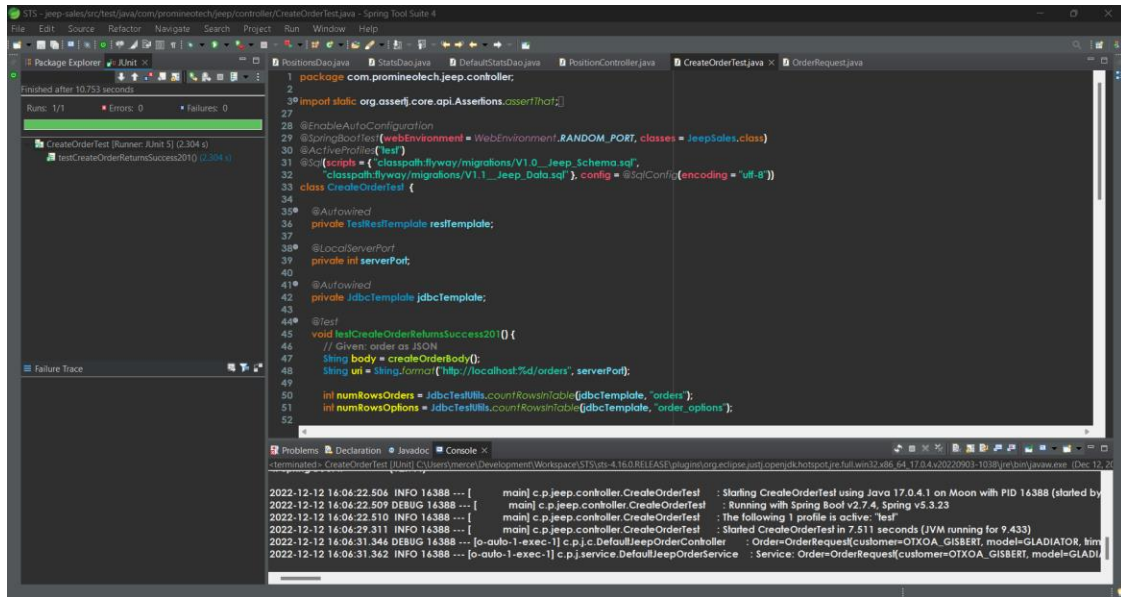 STS - jeep-sales/src/test/java/com/promineotech/jeep/controller/CreateOrderTest.java - Spring Tool Suite 4
File Edit Source Refactor Navigate Search Project Run Window Help
Package Explorer JUnit
PositionsDao.java StatsDao.java DefaultStatsDao.java PositionController.java CreateOrderTest.java OrderRequest.java
Finished after 10.753 seconds
Runs: 1/1 Errors: 0 Failures: 0
CreateOrderTest [Runner: JUnit 5] (2.304 s)
testCreateOrderReturnsSuccess201() (2.304 s)
Failure Trace
1 package com.promineotech.jeep.controller;
2
3 import static org.assertj.core.api.Assertions.assertThat;
27
28 @EnableAutoConfiguration
29 @SpringBootTest(webEnvironment = WebEnvironment.RANDOM_PORT, classes = JeepSales.class)
30 @ActiveProfiles("test")
31 @Sql(scripts = { "classpath:flyway/migrations/V1.0__Jeep_Schema.sql",
32 "classpath:flyway/migrations/V1.1__Jeep_Data.sql" }, config = @SqlConfig(encoding = "utf-8"))
33 class CreateOrderTest {
34
35 @Autowired
36 private TestRestTemplate restTemplate;
37
38 @LocalServerPort
39 private int serverPort;
40
41 @Autowired
42 private JdbcTemplate jdbcTemplate;
43
44 @Test
45 void testCreateOrderReturnsSuccess201() {
46 // Given: order as JSON
47 String body = createOrderBody();
48 String uri = String.format("http://localhost:%d/orders", serverPort);
49
50 int numRowsOrders = JdbcTestUtils.countRowsInTable(jdbcTemplate, "orders");
51 int numRowsOptions = JdbcTestUtils.countRowsInTable(jdbcTemplate, "order_options");
52
Problems Declaration Javadoc Console
<terminated> CreateOrderTest [JUnit] C:\Users\merce\Development\Workspace\STS\sts-4.16.0.RELEASE\plugins\org.eclipse.justj.openjdk.hotspot.jre.full.win32.x86_64_17.0.4.v20220903-1038\jre\bin\javaw.exe (Dec 12, 20
2022-12-12 16:06:22.506 INFO 16388 --- [ main] c.p.jeep.controller.CreateOrderTest : Starting CreateOrderTest using Java 17.0.4.1 on Moon with PID 16388 (started by
2022-12-12 16:06:22.509 DEBUG 16388 --- [ main] c.p.jeep.controller.CreateOrderTest : Running with Spring Boot v2.7.4, Spring v5.3.23
2022-12-12 16:06:22.510 INFO 16388 --- [ main] c.p.jeep.controller.CreateOrderTest : The following 1 profile is active: "test"
2022-12-12 16:06:29.311 INFO 16388 --- [ main] c.p.jeep.controller.CreateOrderTest : Started CreateOrderTest in 7.511 seconds (JVM running for 9.433)
2022-12-12 16:06:31.346 DEBUG 16388 --- [o-auto-1-exec-1] c.p.j.c.DefaultJeepOrderController : Order=OrderRequest(customer=OTXOA_GISBERT, model=GLADIATOR, trim
2022-12-12 16:06:31.362 INFO 16388 --- [o-auto-1-exec-1] c.p.j.service.DefaultJeepOrderService : Service: Order=OrderRequest(customer=OTXOA_GISBERT, model=GLADIA